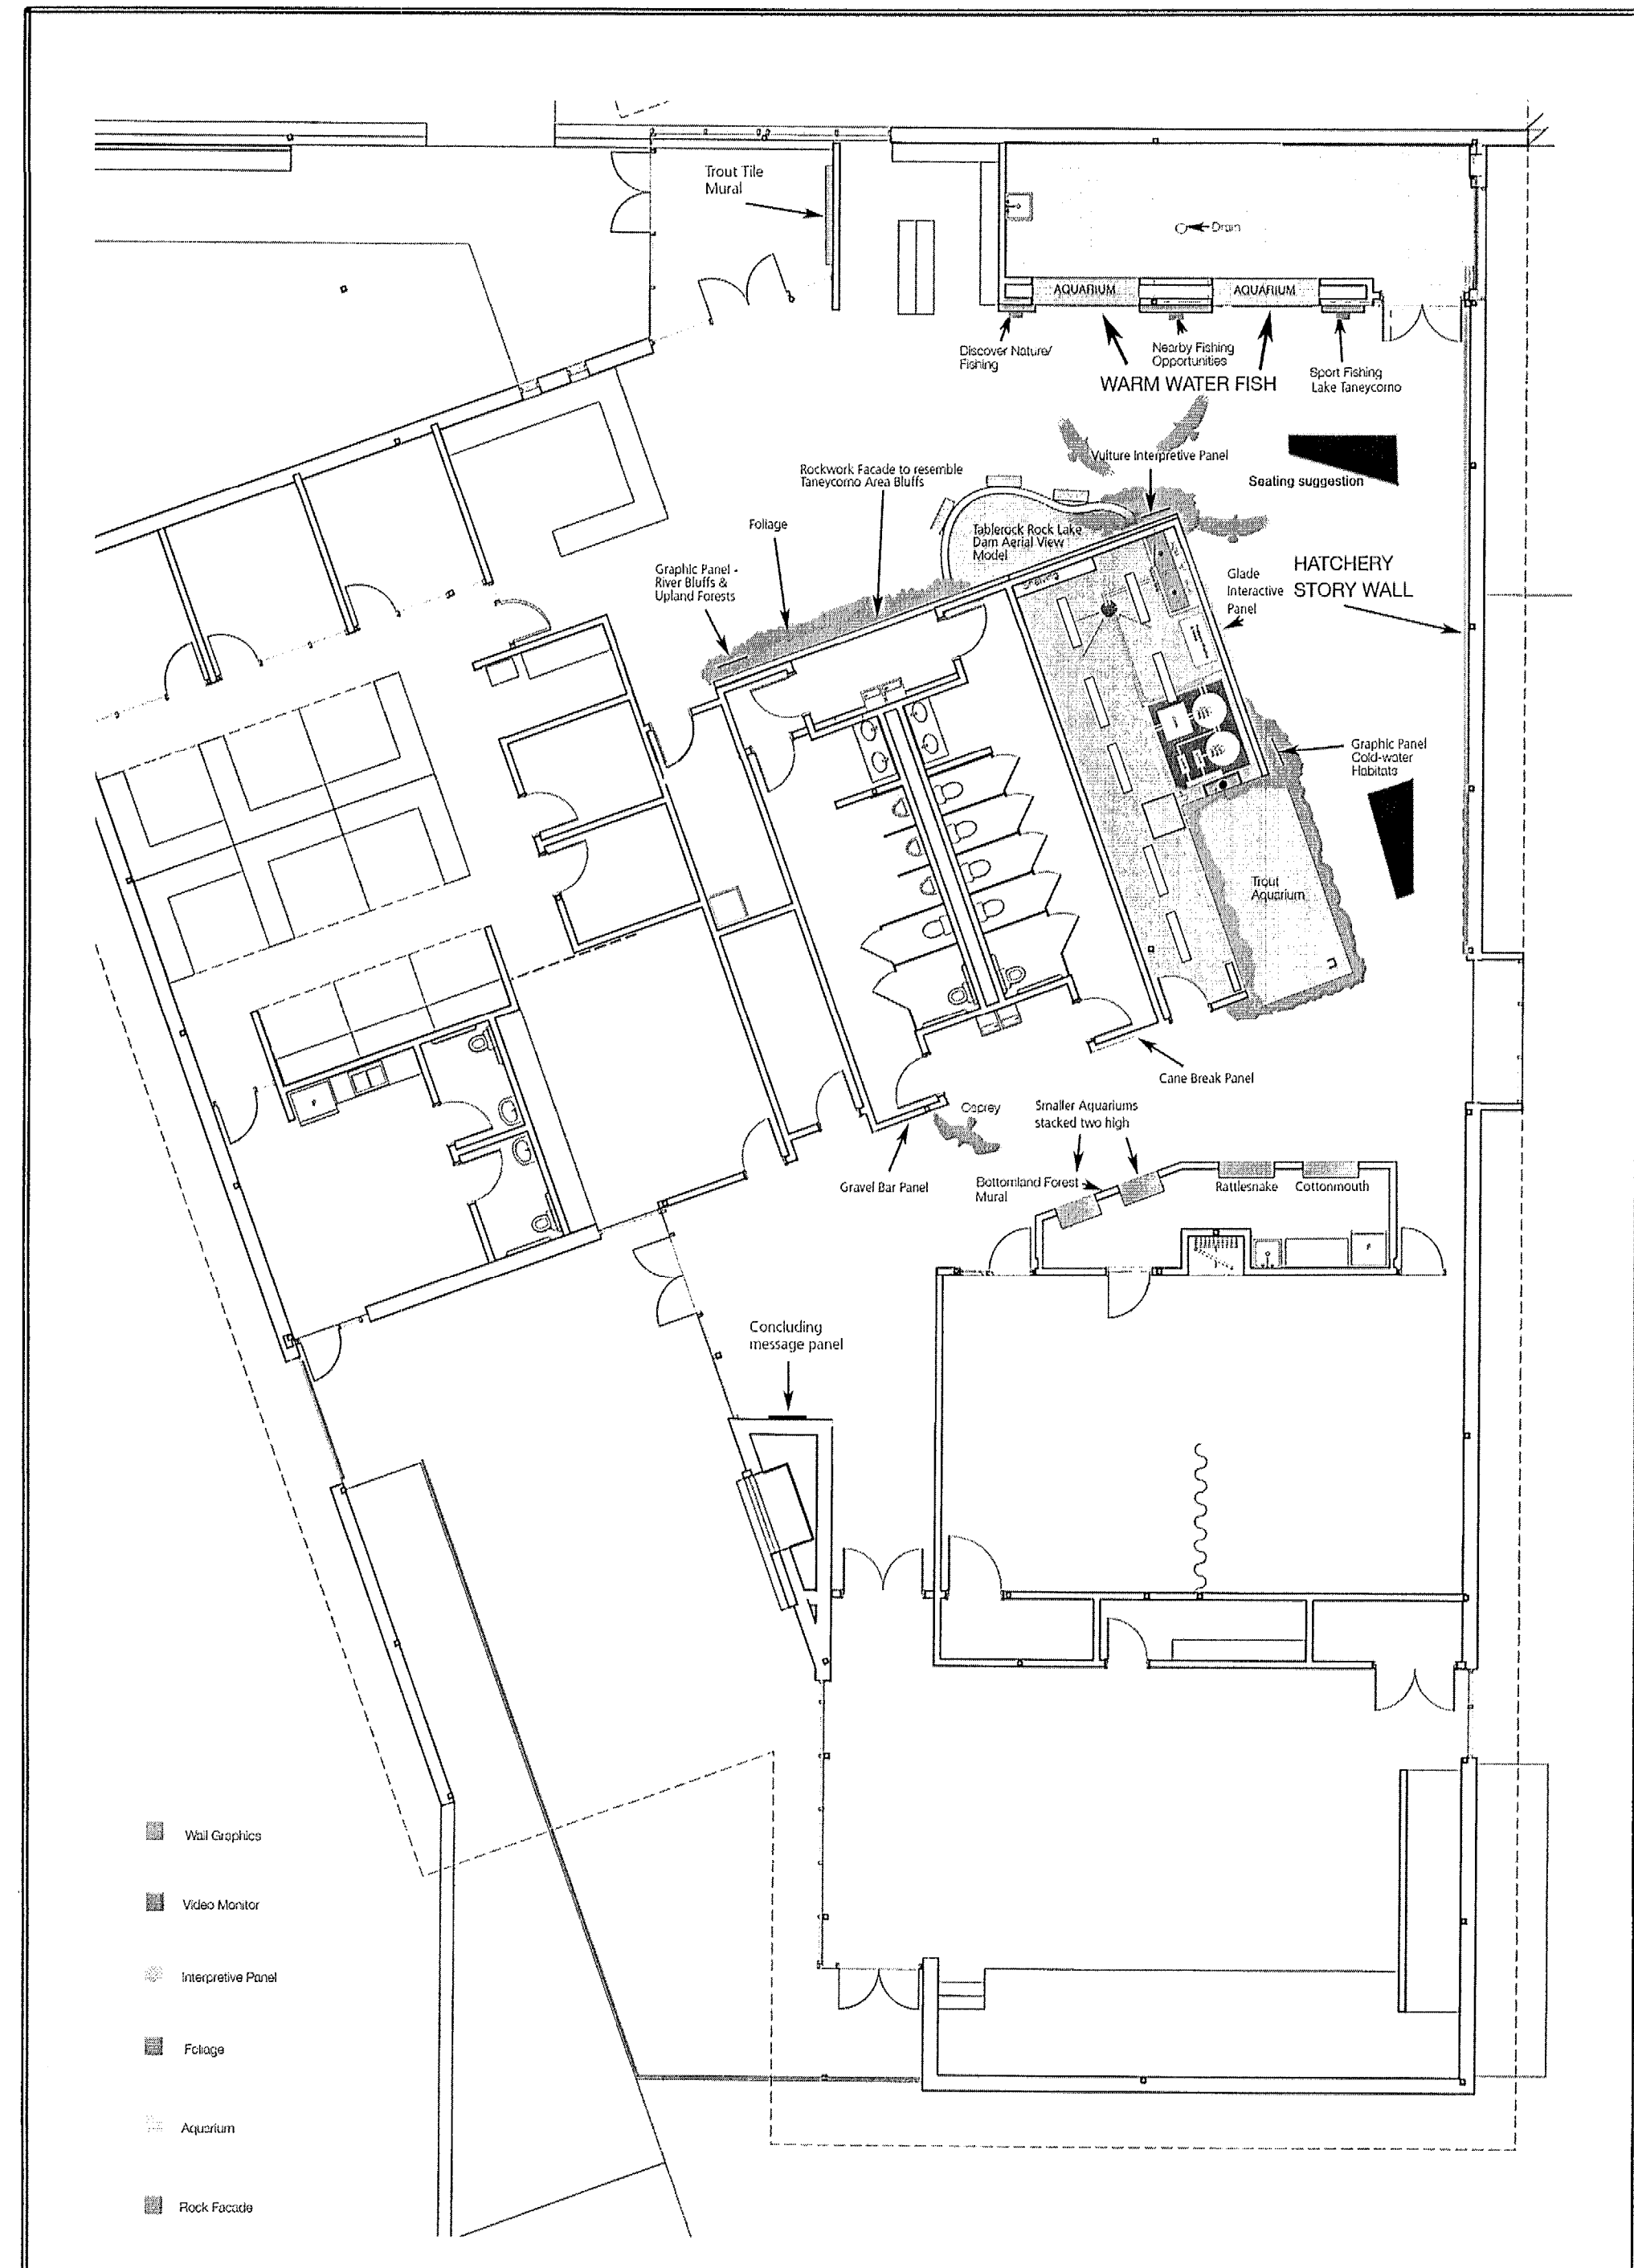 Trout Tile
Mural
Drain
AQUARIUM
AQUARIUM
Discover Nature/
Fishing
Nearby Fishing
Opportunities
Sport Fishing
Lake Taneycomo
WARM WATER FISH
Vulture Interpretive Panel
Seating suggestion
Rockwork Facade to resemble
Taneycomo Area Bluffs
Foliage
Tablerock Rock Lake
Dam Aerial View
Model
Graphic Panel -
River Bluffs &
Upland Forests
Glade
Interactive
Panel
HATCHERY
STORY WALL
Graphic Panel
Cold-water
Habitats
Trout
Aquarium
Cane Break Panel
Osprey
Smaller Aquariums
stacked two high
Gravel Bar Panel
Bottomland Forest
Mural
Rattlesnake
Cottonmouth
Concluding
message panel
Wall Graphics
Video Monitor
Interpretive Panel
Foliage
Aquarium
Rock Facade